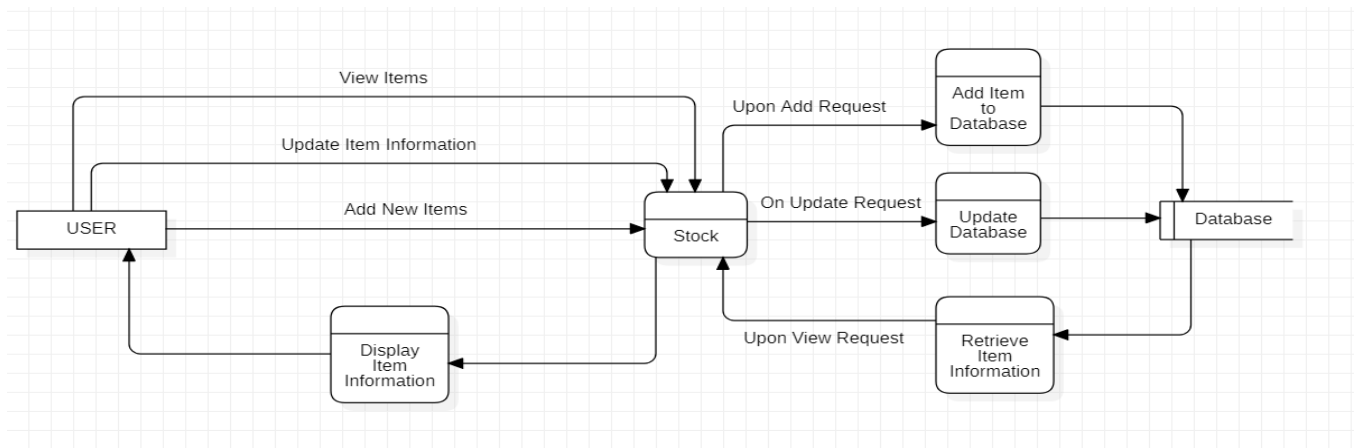 View Items
Upon Add Request
Add Item
to
Database
Update Item Information
Add New Items
On Update Request
USER
Stock
Update
Database
Database
Display
Item
Information
Upon View Request
Retrieve
Item
Information